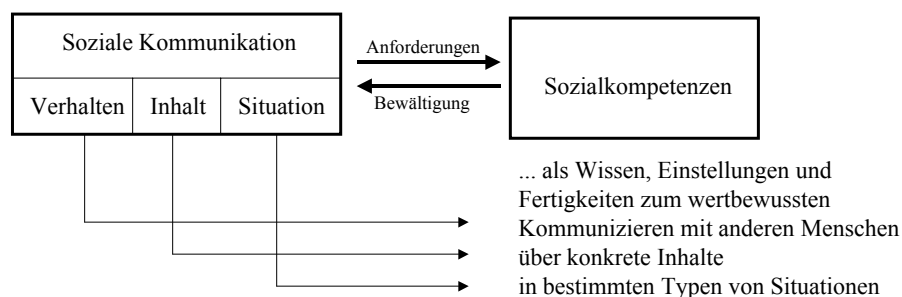 Soziale Kommunikation
Verhalten
Inhalt
Situation
Anforderungen
Bewältigung
Sozialkompetenzen
... als Wissen, Einstellungen und
Fertigkeiten zum wertbewussten
Kommunizieren mit anderen Menschen
über konkrete Inhalte
in bestimmten Typen von Situationen